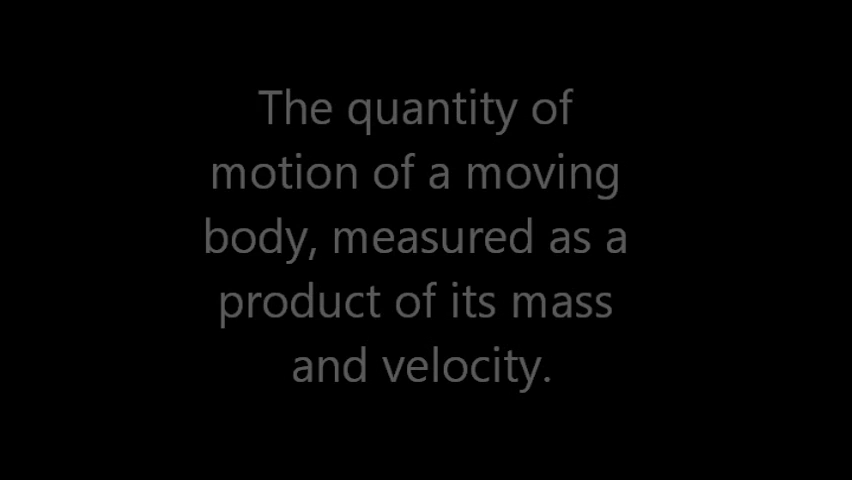 The quantity of
motion of a moving
body, measured as a
product of its mass
and velocity.